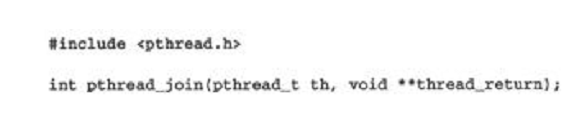 #include <pthread.h>
int pthread_join(pthread_t th, void **thread_return);